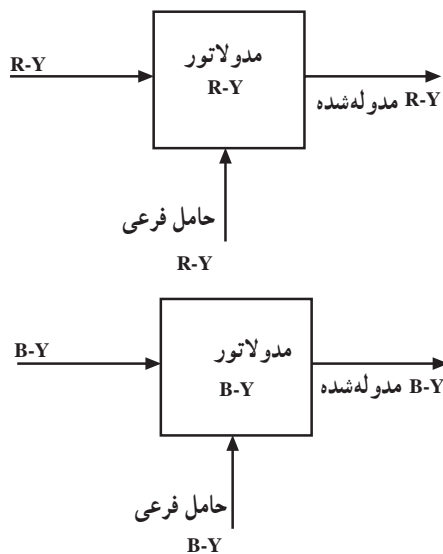 مدولاتور
R-Y
R-Y
R-Y مدوله‌شده
حامل فرعی
R-Y
مدولاتور
B-Y
B-Y
B-Y مدوله‌شده
حامل فرعی
B-Y